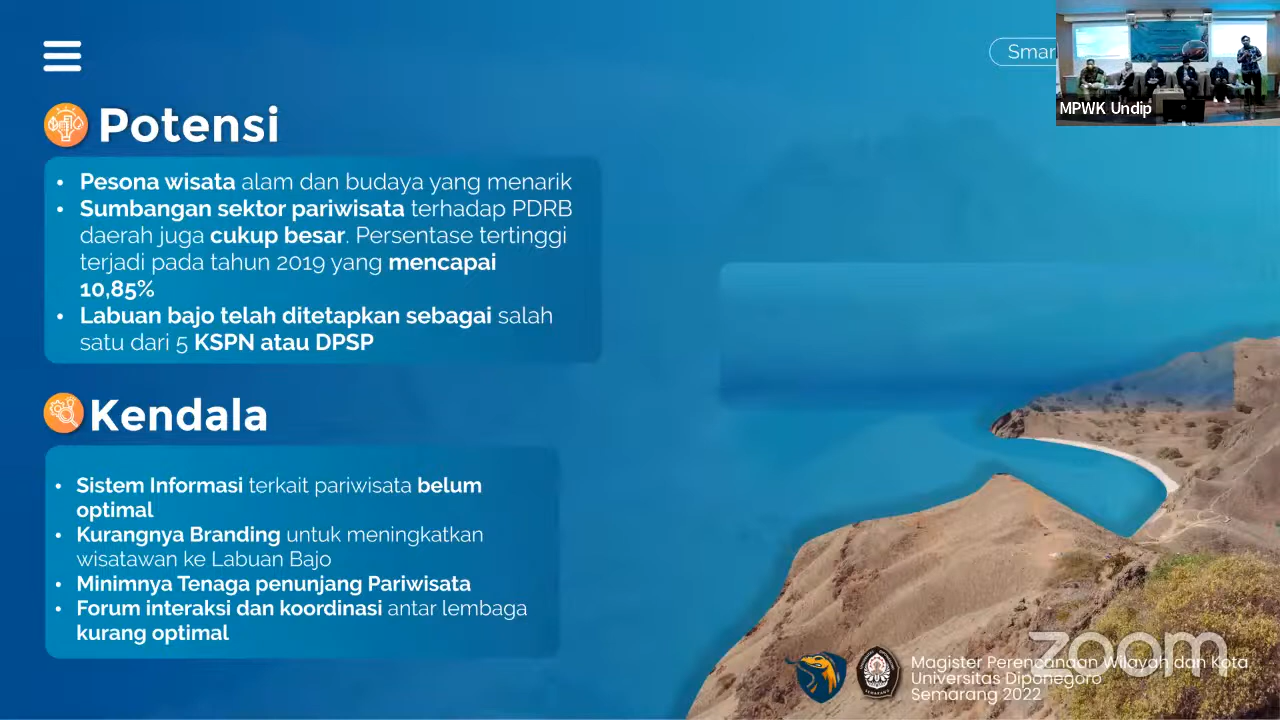 Smar
MPWK Undip
Potensi
• Pesona wisata alam dan budaya yang menarik
• Sumbangan sektor pariwisata terhadap PDRB
daerah juga cukup besar. Persentase tertinggi
terjadi pada tahun 2019 yang mencapai
10,85%
• Labuan bajo telah ditetapkan sebagai salah
satu dari 5 KSPN atau DPSP
Kendala
• Sistem Informasi terkait pariwisata belum
optimal
• Kurangnya Branding untuk meningkatkan
wisatawan ke Labuan Bajo
• Minimnya Tenaga penunjang Pariwisata
• Forum interaksi dan koordinasi antar lembaga
kurang optimal
zoom
Magister Perencanaan Wilayah dan Kota
Universitas Diponegoro
Semarang 2022